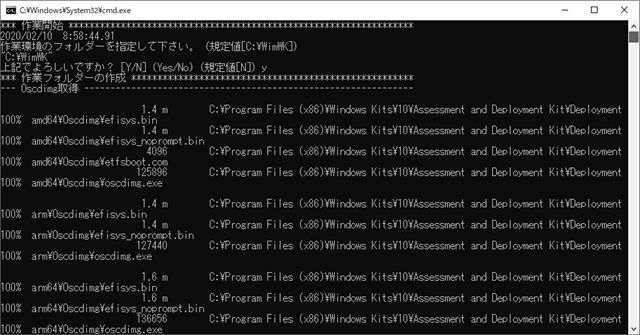 C:¥Windows¥System32¥cmd.exe
*** 作業開始 ***********************************************************
2020/02/10  8:58:44.91
作業環境のフォルダーを指定して下さい。 (規定値[C:¥WimWK])
"C:¥WimWK"
上記でよろしいですか？ [Y/N] (Yes/No) (規定値[N]) y
*** 作業フォルダーの作成 ************************************************
--- Oscdimg取得 --------------------------------------------------------
1.4 m        C:¥Program Files (x86)¥Windows Kits¥10¥Assessment and Deployment Kit¥Deployment
100%  amd64¥Oscdimg¥efisys.bin
1.4 m        C:¥Program Files (x86)¥Windows Kits¥10¥Assessment and Deployment Kit¥Deployment
100%  amd64¥Oscdimg¥efisys_noprompt.bin
4096        C:¥Program Files (x86)¥Windows Kits¥10¥Assessment and Deployment Kit¥Deployment
100%  amd64¥Oscdimg¥etfsboot.com
125896        C:¥Program Files (x86)¥Windows Kits¥10¥Assessment and Deployment Kit¥Deployment
100%  amd64¥Oscdimg¥oscdimg.exe
1.4 m        C:¥Program Files (x86)¥Windows Kits¥10¥Assessment and Deployment Kit¥Deployment
100%  arm¥Oscdimg¥efisys.bin
1.4 m        C:¥Program Files (x86)¥Windows Kits¥10¥Assessment and Deployment Kit¥Deployment
100%  arm¥Oscdimg¥efisys_noprompt.bin
127440        C:¥Program Files (x86)¥Windows Kits¥10¥Assessment and Deployment Kit¥Deployment
100%  arm¥Oscdimg¥oscdimg.exe
1.6 m        C:¥Program Files (x86)¥Windows Kits¥10¥Assessment and Deployment Kit¥Deployment
100%  arm64¥Oscdimg¥efisys.bin
1.6 m        C:¥Program Files (x86)¥Windows Kits¥10¥Assessment and Deployment Kit¥Deployment
100%  arm64¥Oscdimg¥efisys_noprompt.bin
136656        C:¥Program Files (x86)¥Windows Kits¥10¥Assessment and Deployment Kit¥Deployment
100%  arm64¥Oscdimg¥oscdimg.exe